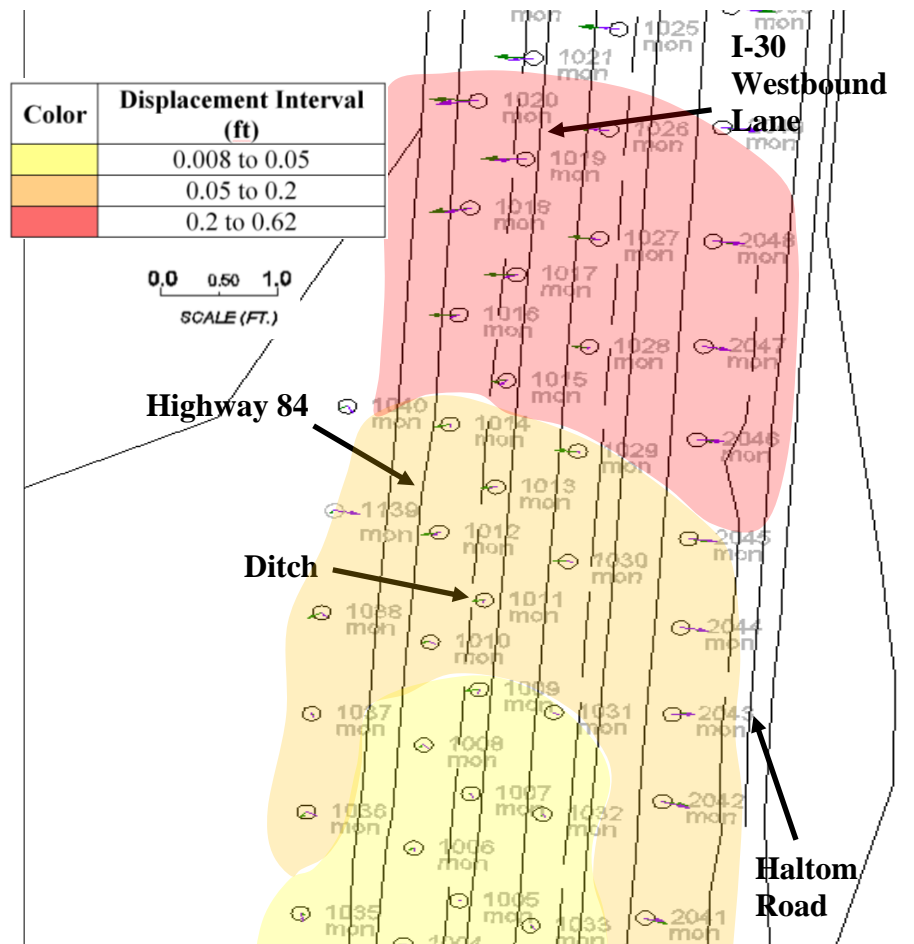 mon
1025
mon
1021
mon
I-30
Westbound
Lane
Color
Displacement Interval
(ft)
0.008 to 0.05
0.05 to 0.2
0.2 to 0.62
0.0 0.50 1.0
SCALE (FT.)
1020
mon
1026
mon
mon
1019
mon
1018
mon
1027
mon
2048
mon
1017
mon
1016
mon
1028
mon
2047
mon
1015
mon
Highway 84
1040
mon
1014
mon
1029
mon
2046
mon
1013
mon
1139
mon
1012
mon
2045
mon
1030
mon
Ditch
1011
mon
1038
mon
2044
mon
1010
mon
1009
mon
1037
mon
1031
mon
2043
mon
1008
mon
1007
mon
1036
mon
1032
mon
2042
mon
1006
mon
Haltom
Road
1005
mon
1035
mon
1033
mon
2041
mon
1004